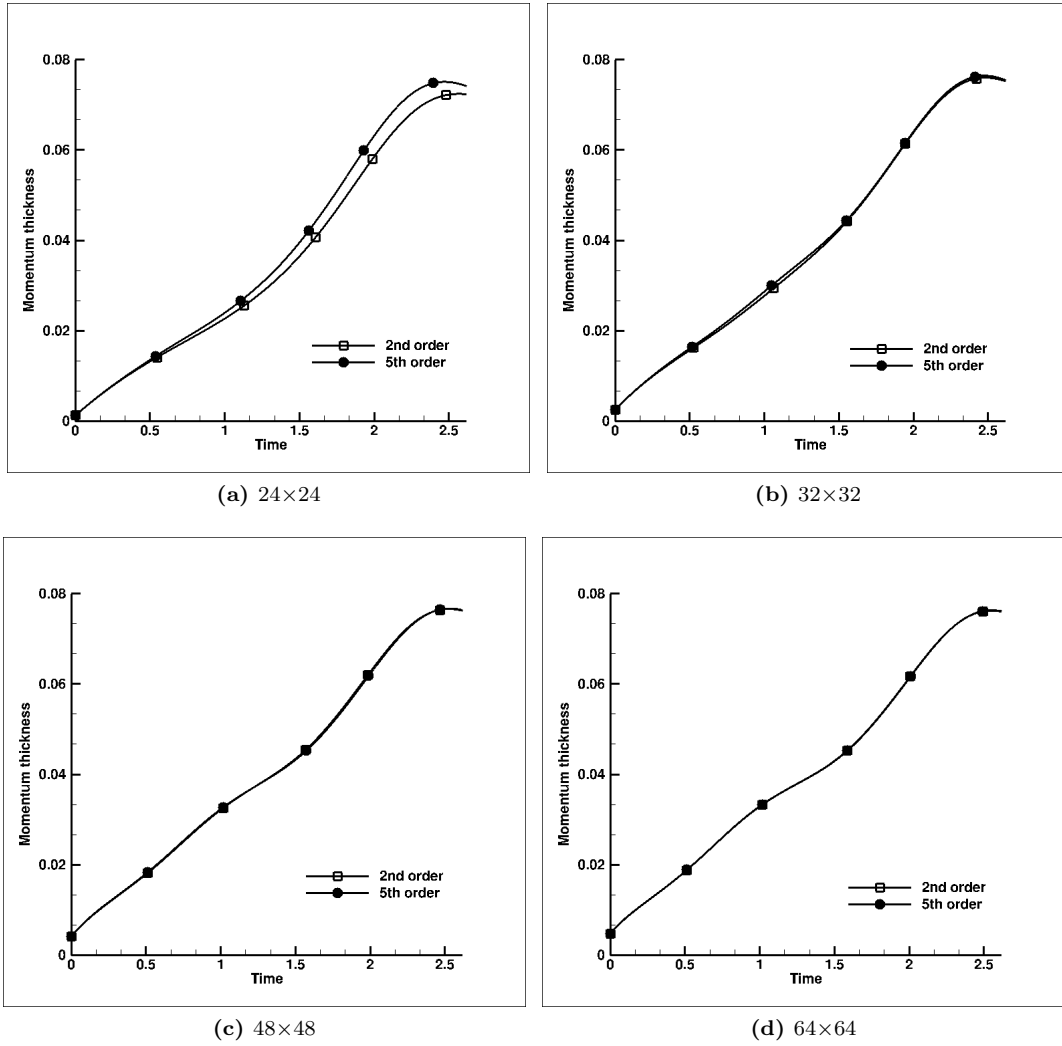 0.08
0.06
0.04
0.02
0
Momentum thickness
2nd order
5th order
0 0.5 1 1.5 2 2.5
Time
(a) 24×24
0.08
0.06
0.04
0.02
0
Momentum thickness
2nd order
5th order
0 0.5 1 1.5 2 2.5
Time
(b) 32×32
0.08
0.06
0.04
0.02
0
Momentum thickness
2nd order
5th order
0 0.5 1 1.5 2 2.5
Time
(c) 48×48
0.08
0.06
0.04
0.02
0
Momentum thickness
2nd order
5th order
0 0.5 1 1.5 2 2.5
Time
(d) 64×64